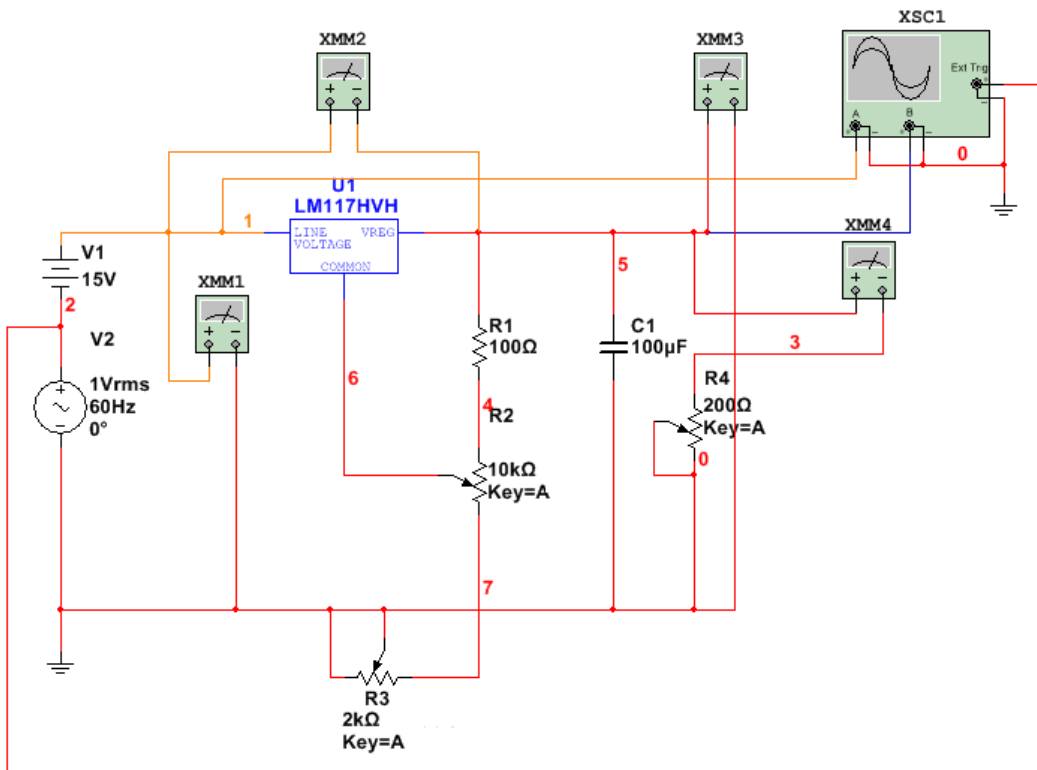 XSC1
XMM2
XMM3
Ext Trig
+
−
A
B
+ −
+ −
+ −
+ −
0
U1
LM117HVH
1
LINE
VOLTAGE
VREG
COMMON
XMM4
+ −
V1
15V
2
XMM1
+ −
5
R1
100Ω
C1
100µF
3
V2
1Vrms
60Hz
0°
+
−
6
4
R2
10kΩ
Key=A
R4
200Ω
Key=A
0
7
R3
2kΩ
Key=A